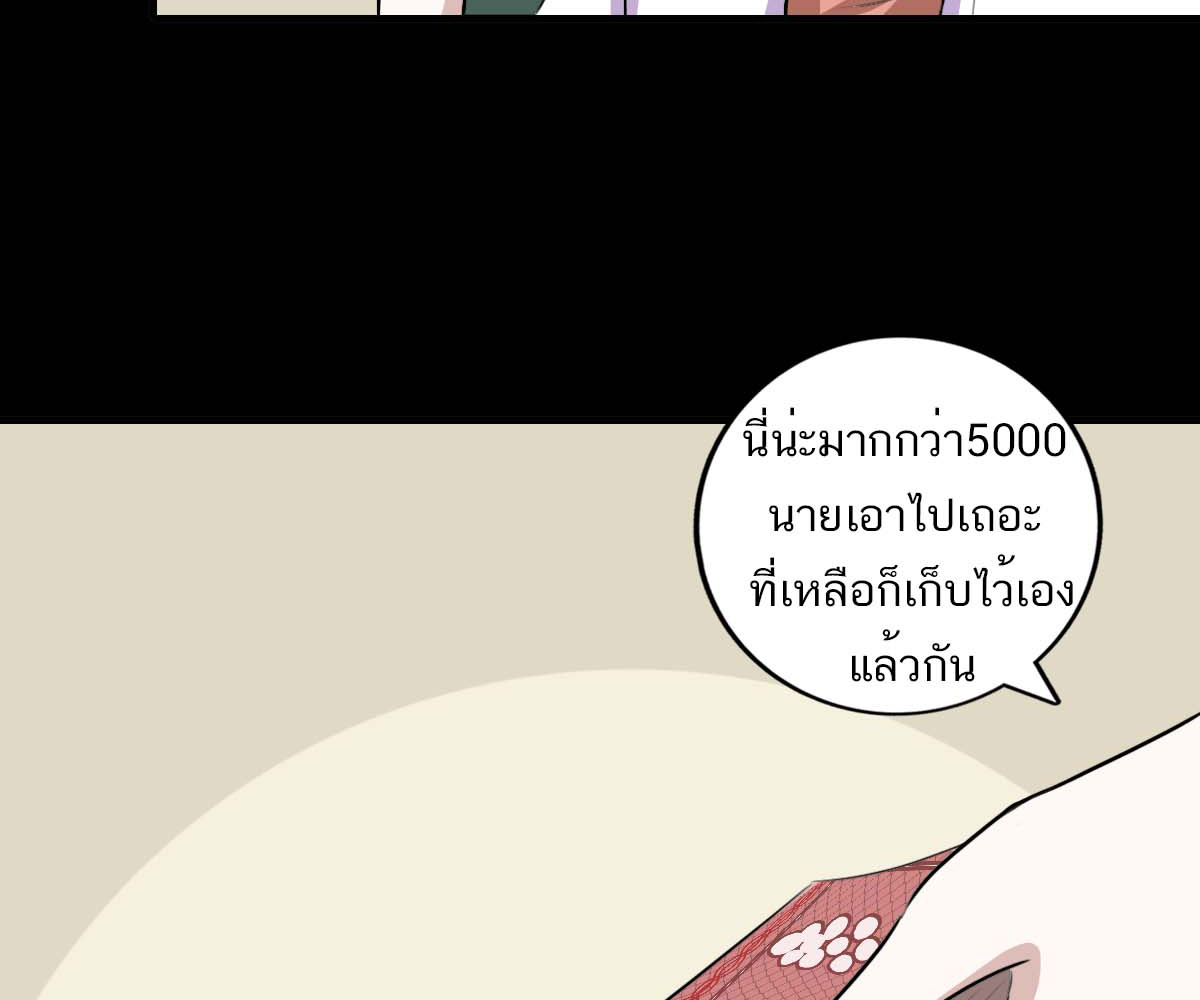 นี่น่ะมากกว่า5000
นายเอาไปเถอะ
ที่เหลือก็เก็บไว้เอง
แล้วกัน